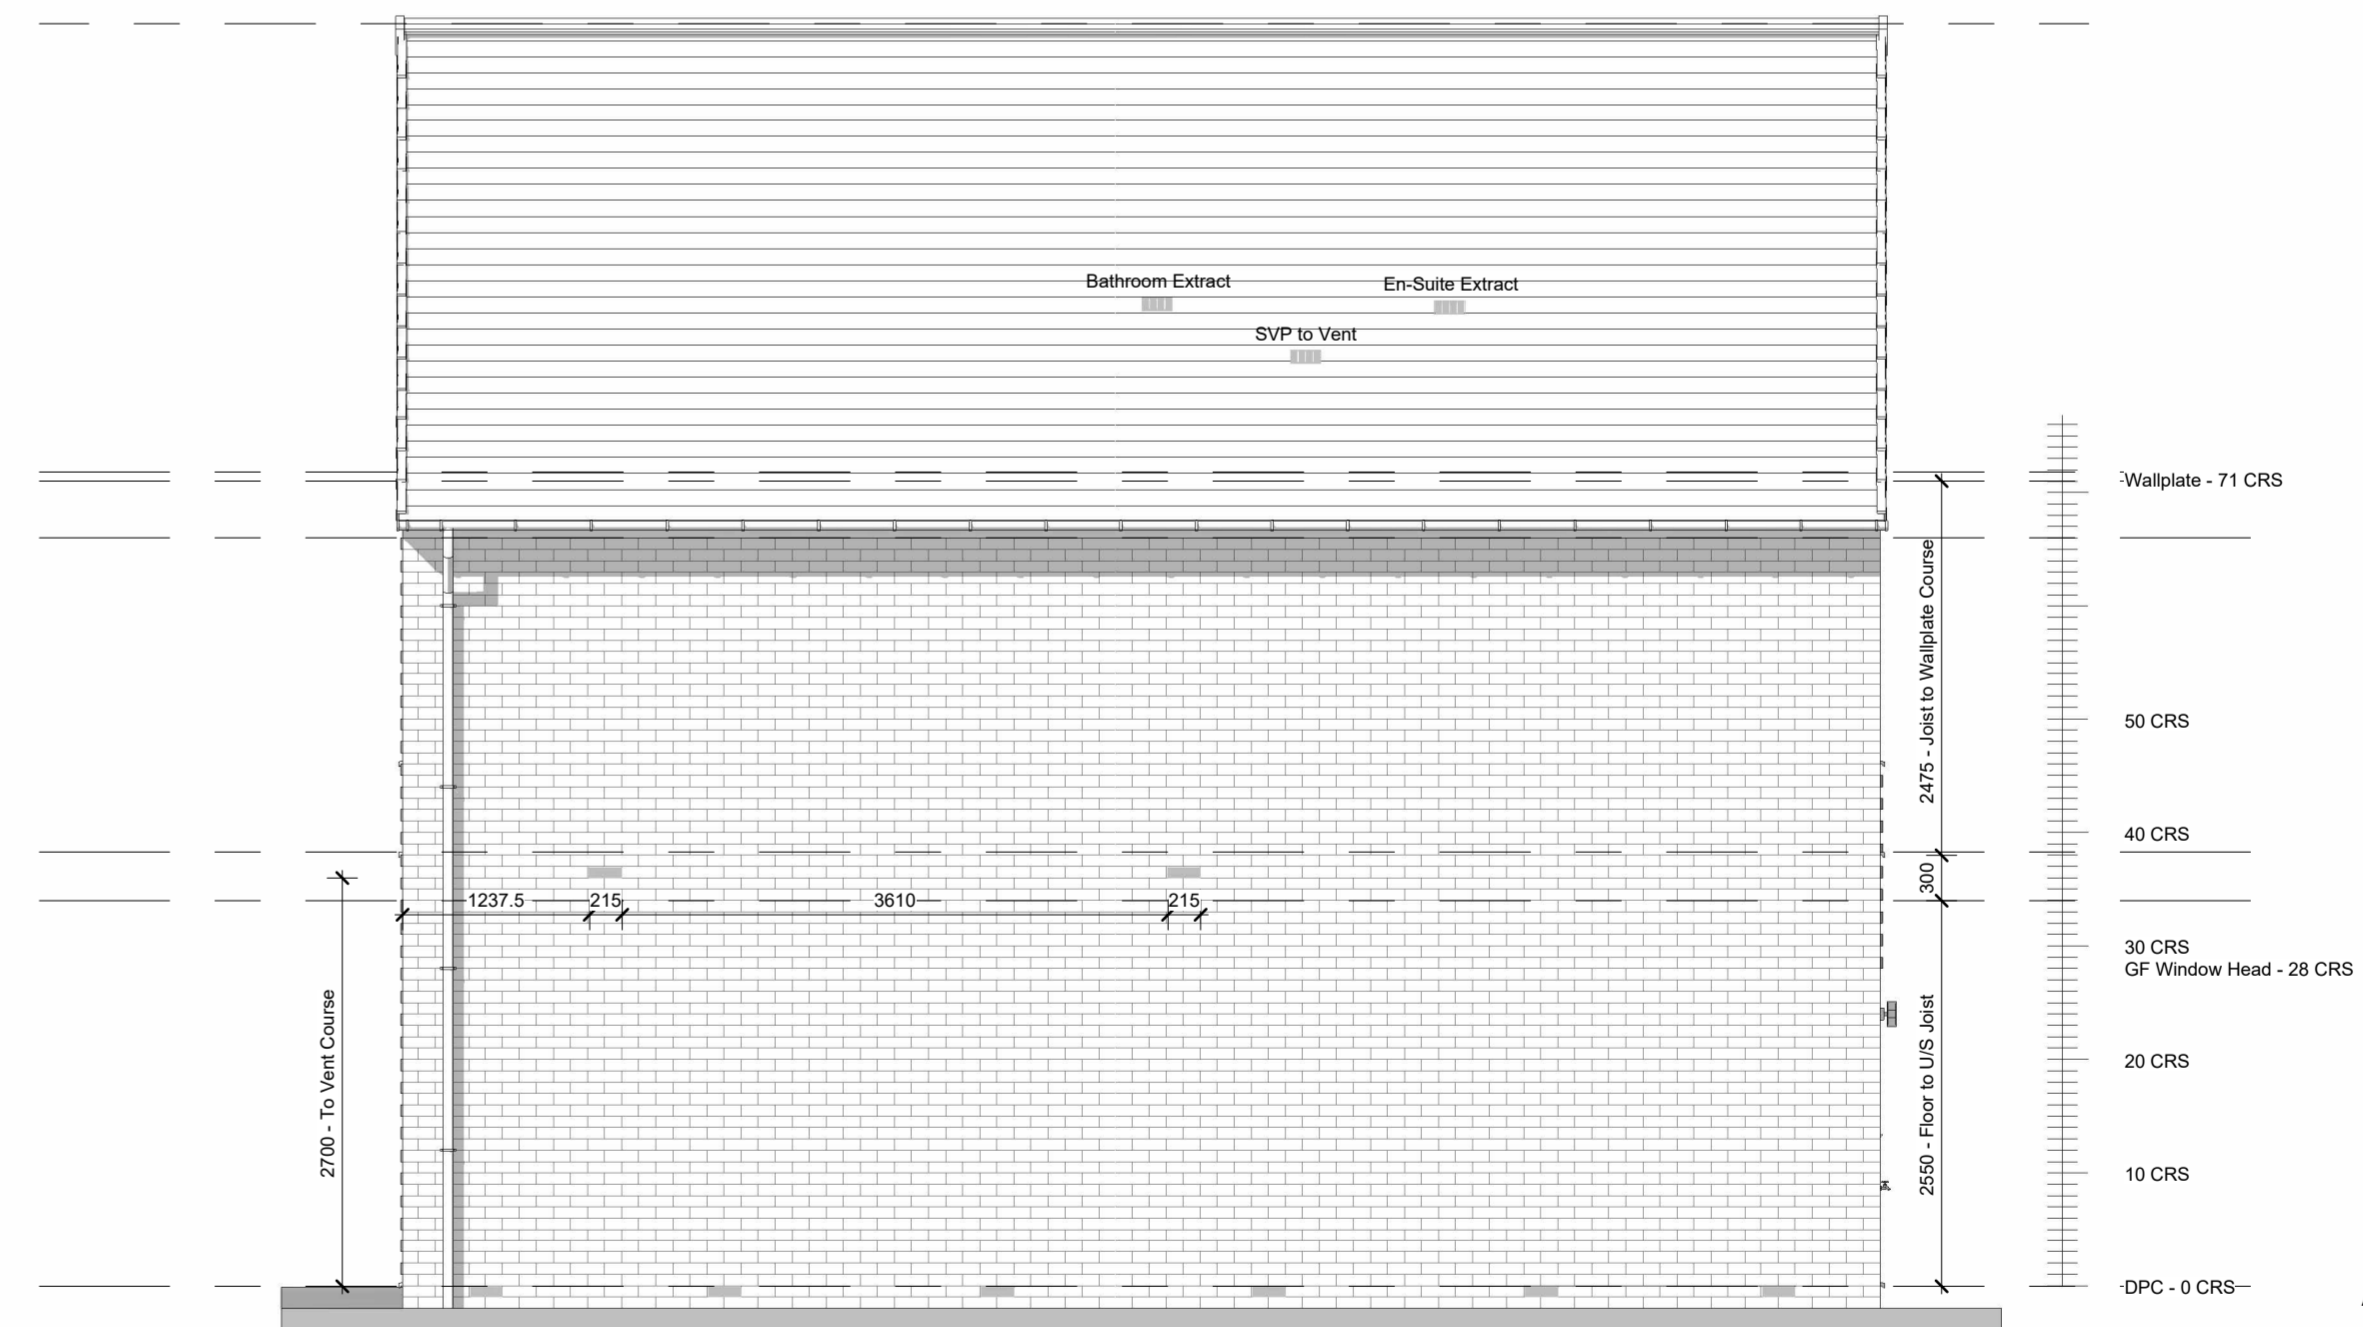 Bathroom Extract
En-Suite Extract
SVP to Vent
Wallplate - 71 CRS
2475 - Joist to Wallplate Course
50 CRS
40 CRS
300
1237.5
215
3610
215
30 CRS
GF Window Head - 28 CRS
2700 - To Vent Course
2550 - Floor to U/S Joist
20 CRS
10 CRS
DPC - 0 CRS